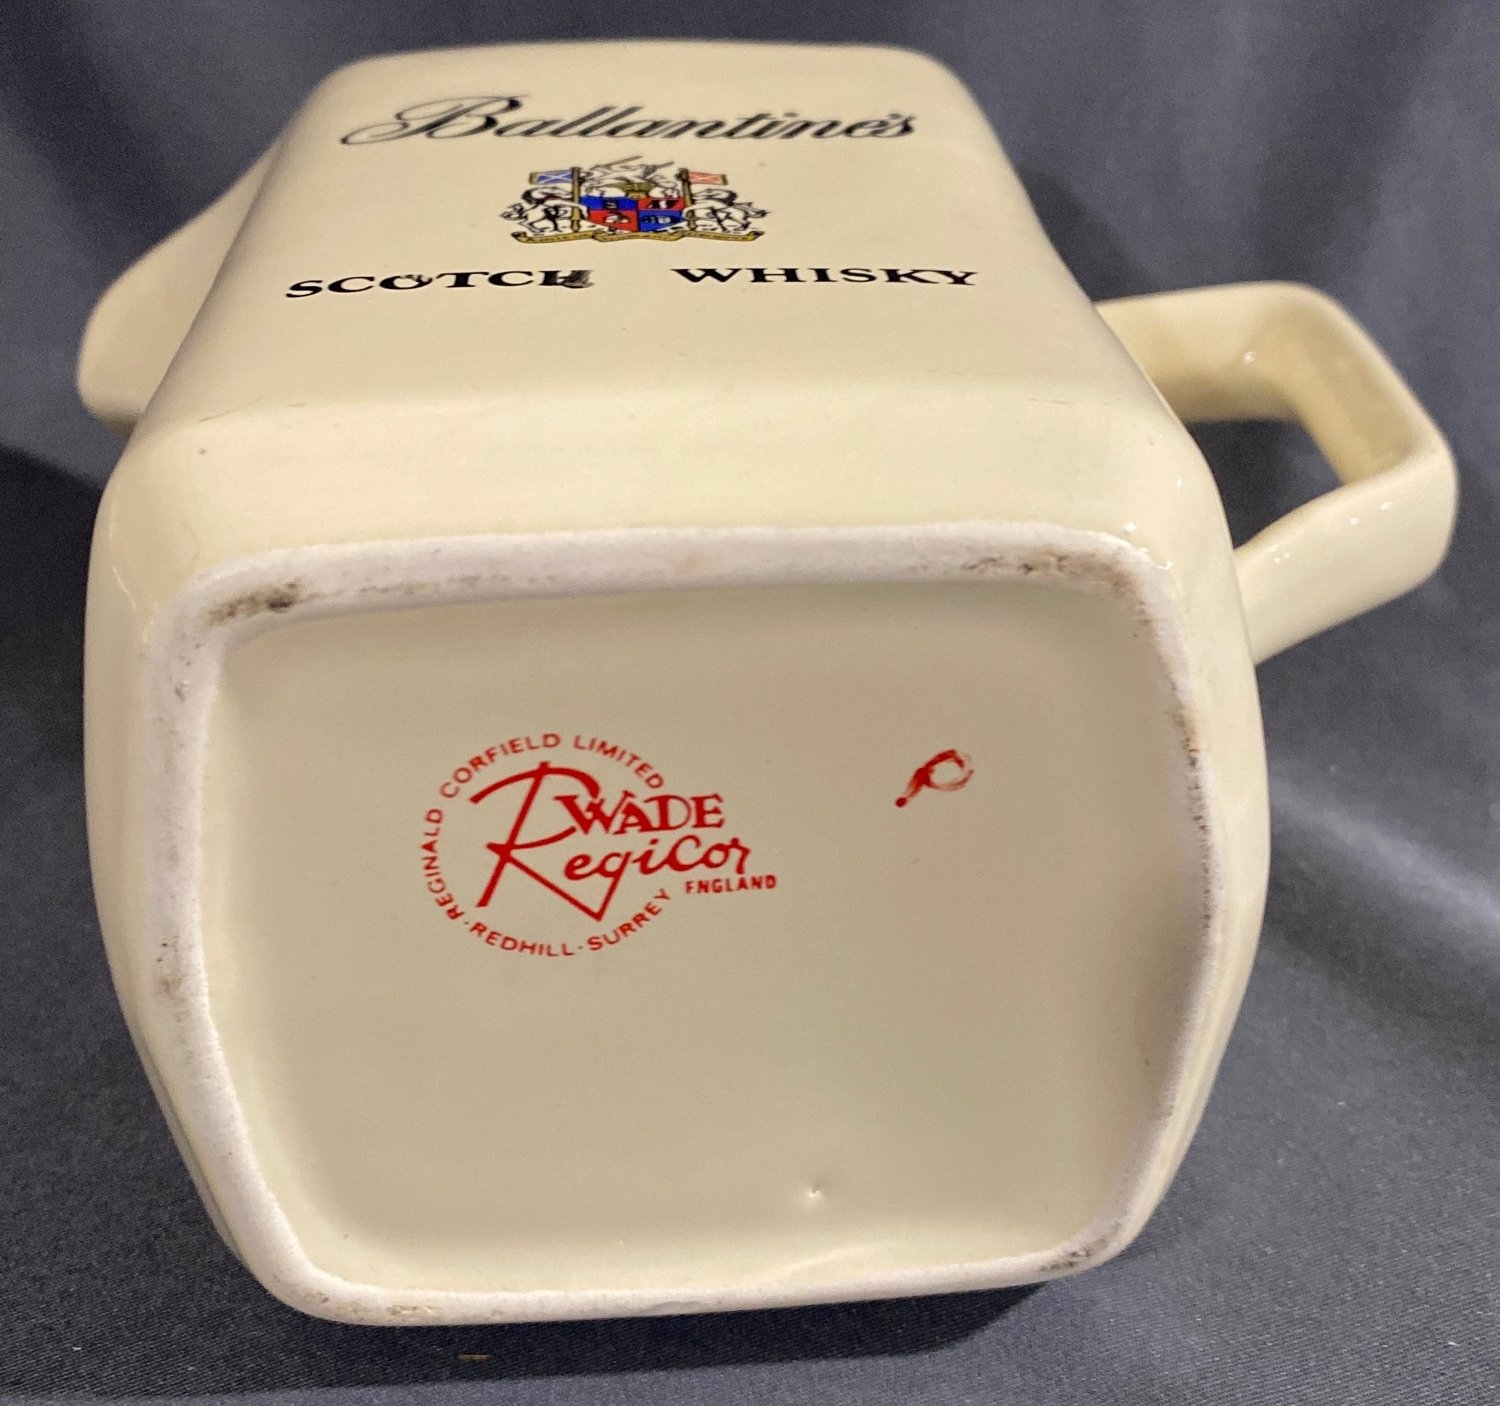 Ballantine's
SCOTCH WHISKY
REGINALD CORFIELD LIMITED
WADE
RegiCor
ENGLAND
· REDHILL · SURREY